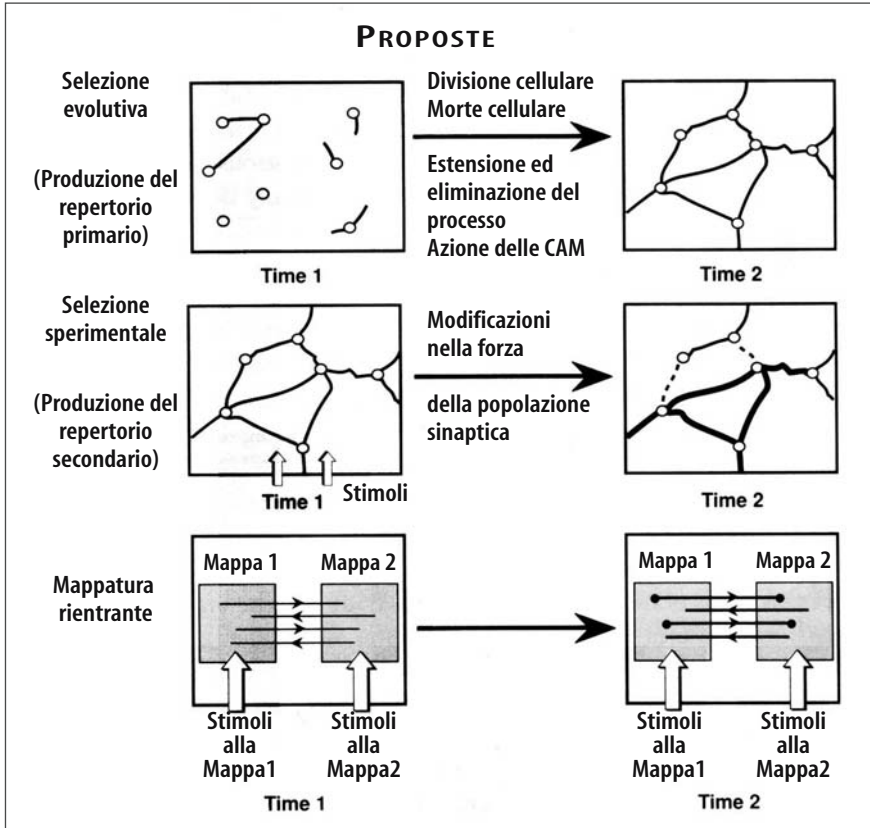 PROPOSTE
Selezione
evolutiva
(Produzione del
repertorio
primario)
Time 1
Divisione cellulare
Morte cellulare
Estensione ed
eliminazione del
processo
Azione delle CAM
Time 2
Selezione
sperimentale
(Produzione del
repertorio
secondario)
Time 1
Stimoli
Modificazioni
nella forza
della popolazione
sinaptica
Time 2
Mappatura
rientrante
Mappa 1 Mappa 2
Stimoli
alla
Mappa1
Stimoli
alla
Mappa2
Time 1
Mappa 1 Mappa 2
Stimoli
alla
Mappa1
Stimoli
alla
Mappa2
Time 2